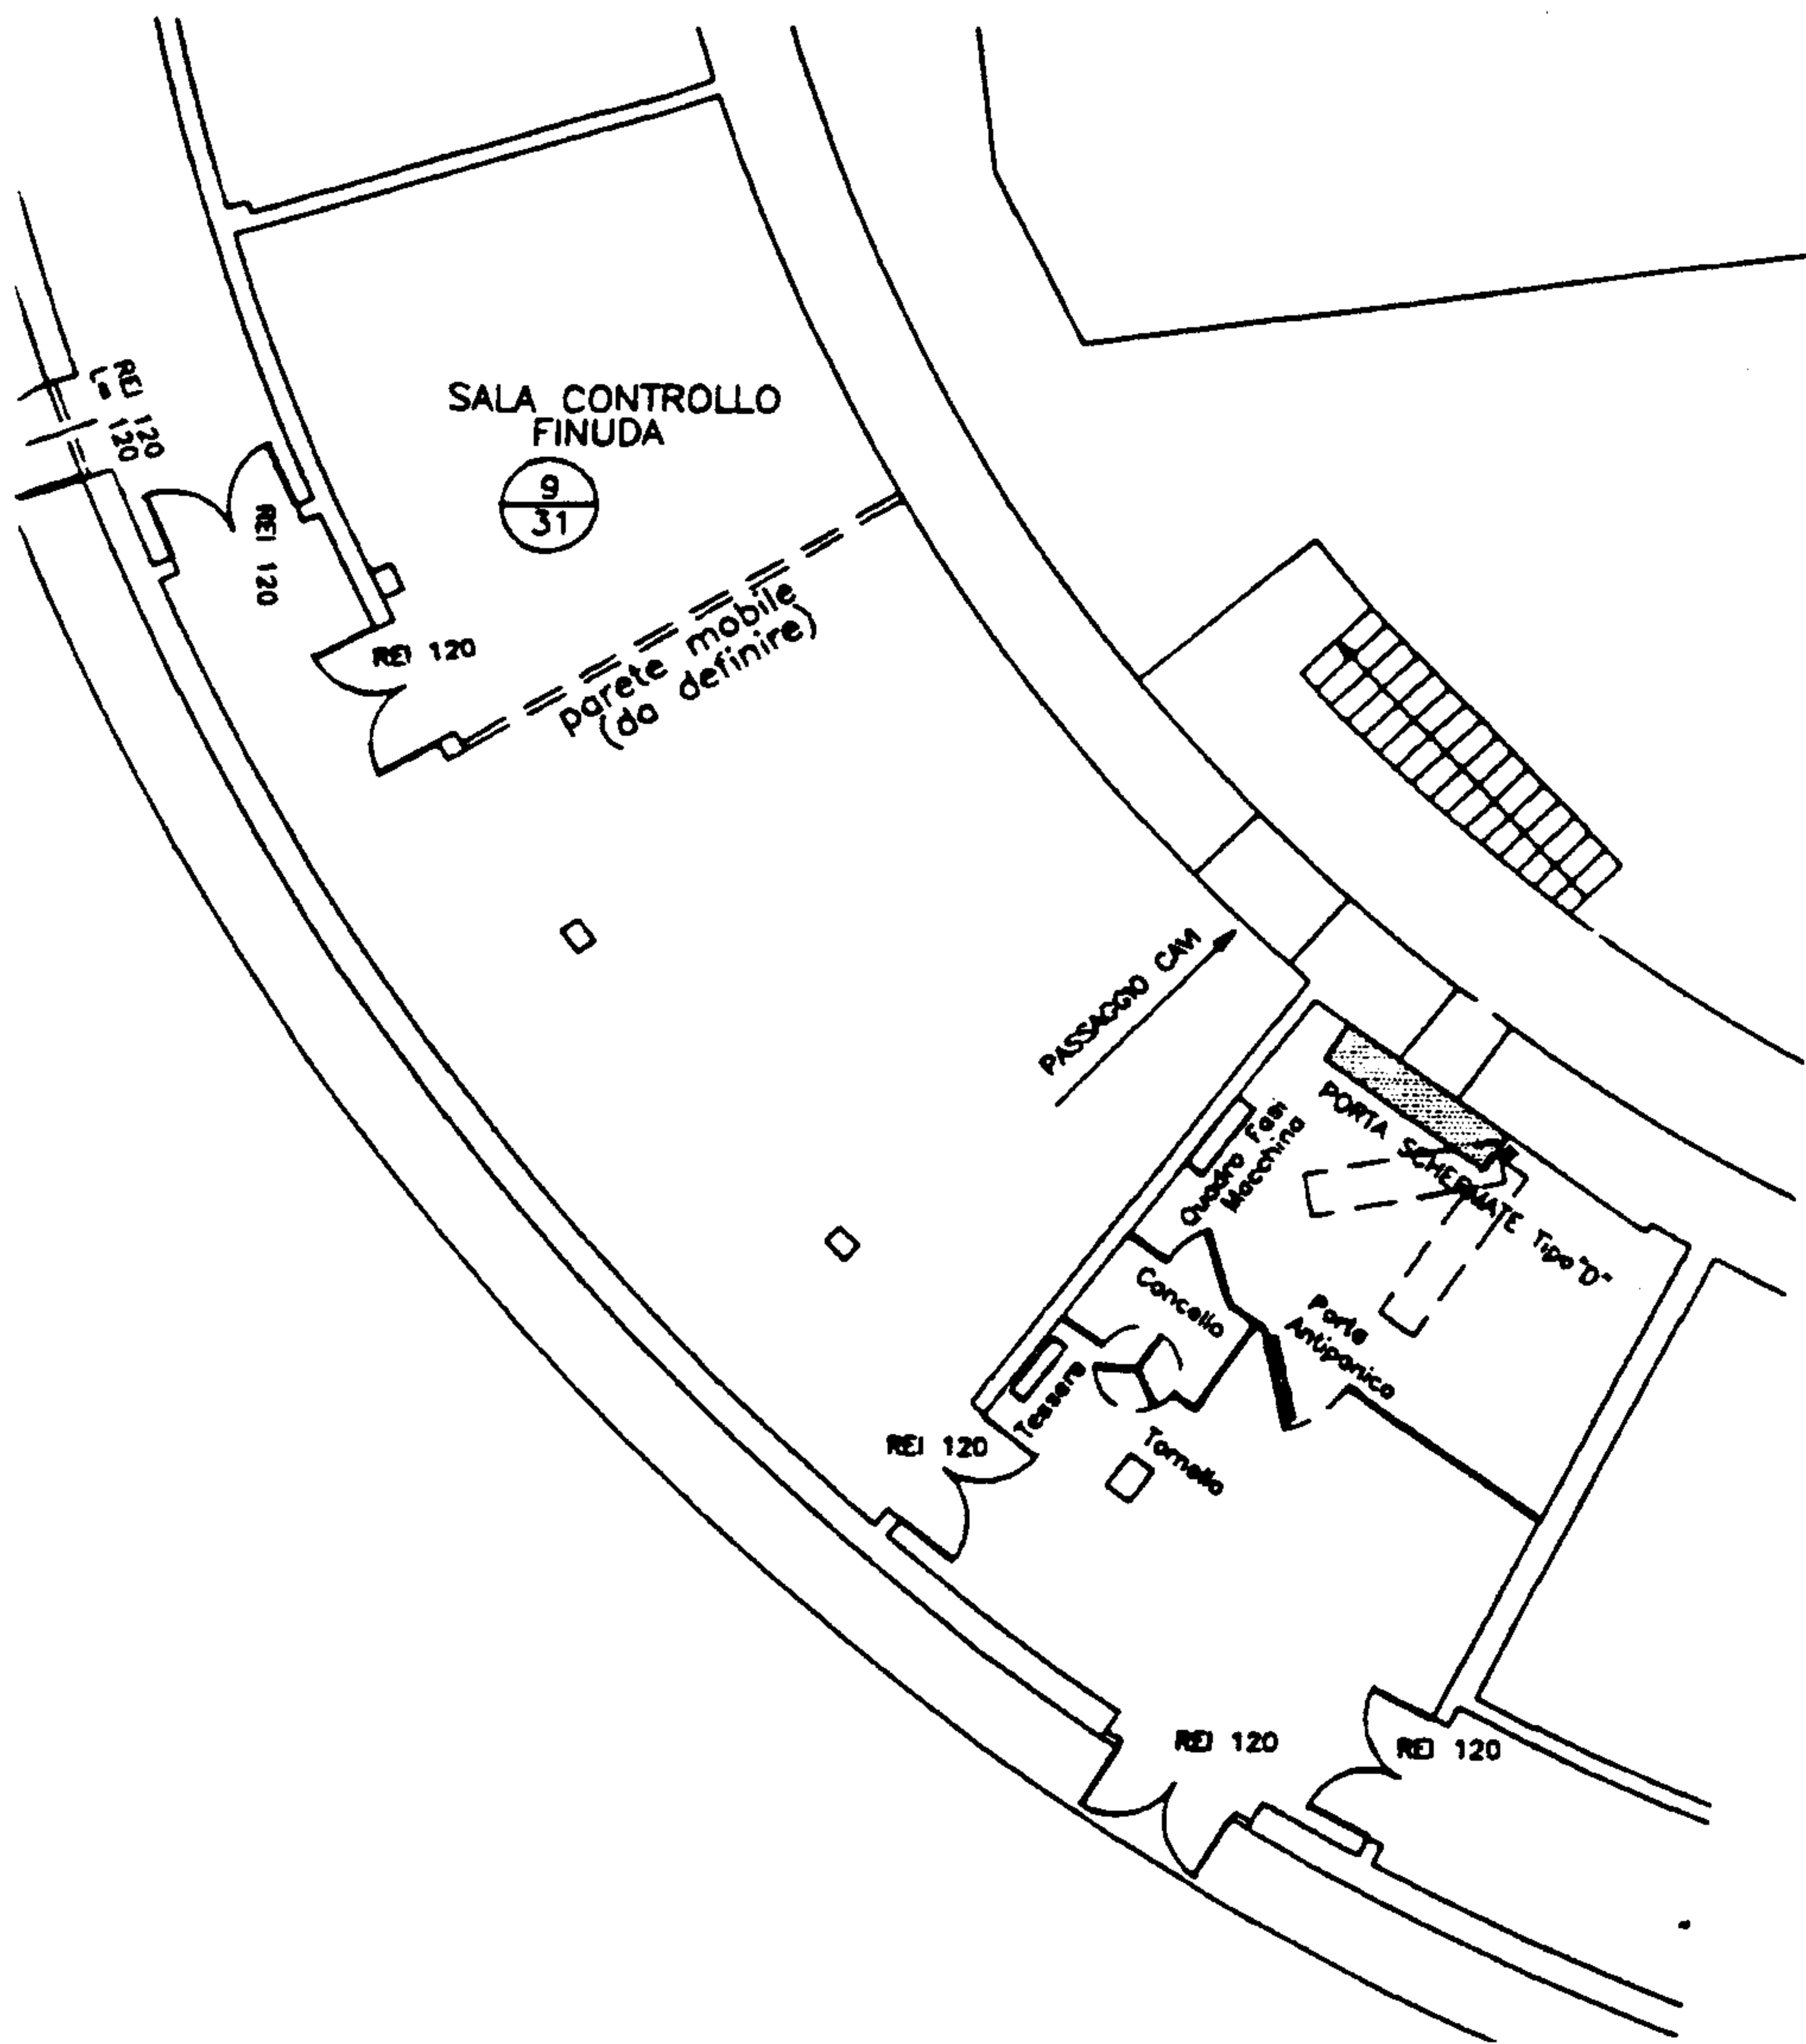 SALA CONTROLLO
FINUDA
9
31
REI 120
L= 120
REI 120
REI 120
parete mobile
(da definire)
PASSAGGIO CAVI
Quadro Fasi
Macchina
PORTA SCHERMATE TIPO "D"
Cancello
Porta
Antipanico
Tessera
Tornello
REI 120
REI 120
REI 120